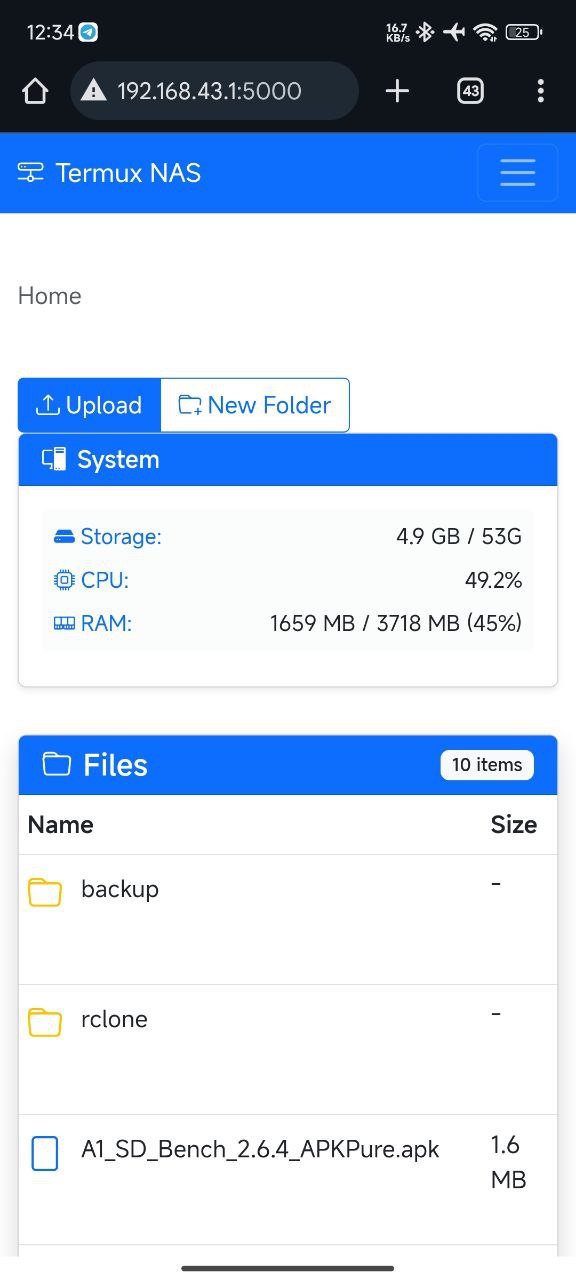 12:34 16.7 KB/s 25
192.168.43.1:5000 43
Termux NAS
Home
Upload New Folder
System
Storage: 4.9 GB / 53G
CPU: 49.2%
RAM: 1659 MB / 3718 MB (45%)
Files 10 items
Name Size
backup -
rclone -
A1_SD_Bench_2.6.4_APKPure.apk 1.6
MB